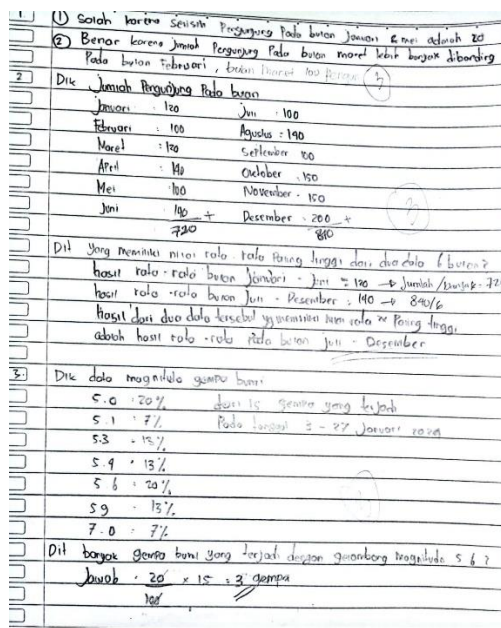 1 ① Salah karena selisih Pengunjung Pada bulan Januari & mei adalah 20
② Benar karena jumlah Pengunjung Pada bulan maret lebih banyak dibanding
Pada bulan Februari, bulan maret 3
2 Dik Jumlah Pengunjung Pada bulan
Januari : 120 Juli : 100
Februari : 100 Agustus : 140
Maret : 120 September 100
April : 140 Oktober : 150
Mei : 100 November - 150
Juni : 140 + Desember - 200 +
720 840
3
Dit yang memiliki nilai rata-rata Paling tinggi dari dua data 6 bulan?
hasil rata-rata bulan Januari - Juni = 120 → Jumlah /banyak = 72
hasil rata-rata bulan Juli - Desember : 140 → 840/6
Hasil dari dua data tersebut yg memiliki rata ² Paling tinggi
adalah hasil rata-rata Pada bulan Juli - Desember
3. Dik data magnitudo gempa bumi
5.0 : 20% dari 15 gempa yang terjadi
5.1 : 7% Pada tanggal 3 - 27 Januari
5.3 - 13%
5.4 : 13%
5.6 : 20%
5.9 - 13%
7.0 : 7%
Dit banyak gempa bumi yang terjadi dengan gelombang magnitudo 5.6?
Jawab : 20/100 × 15 = 3 gempa